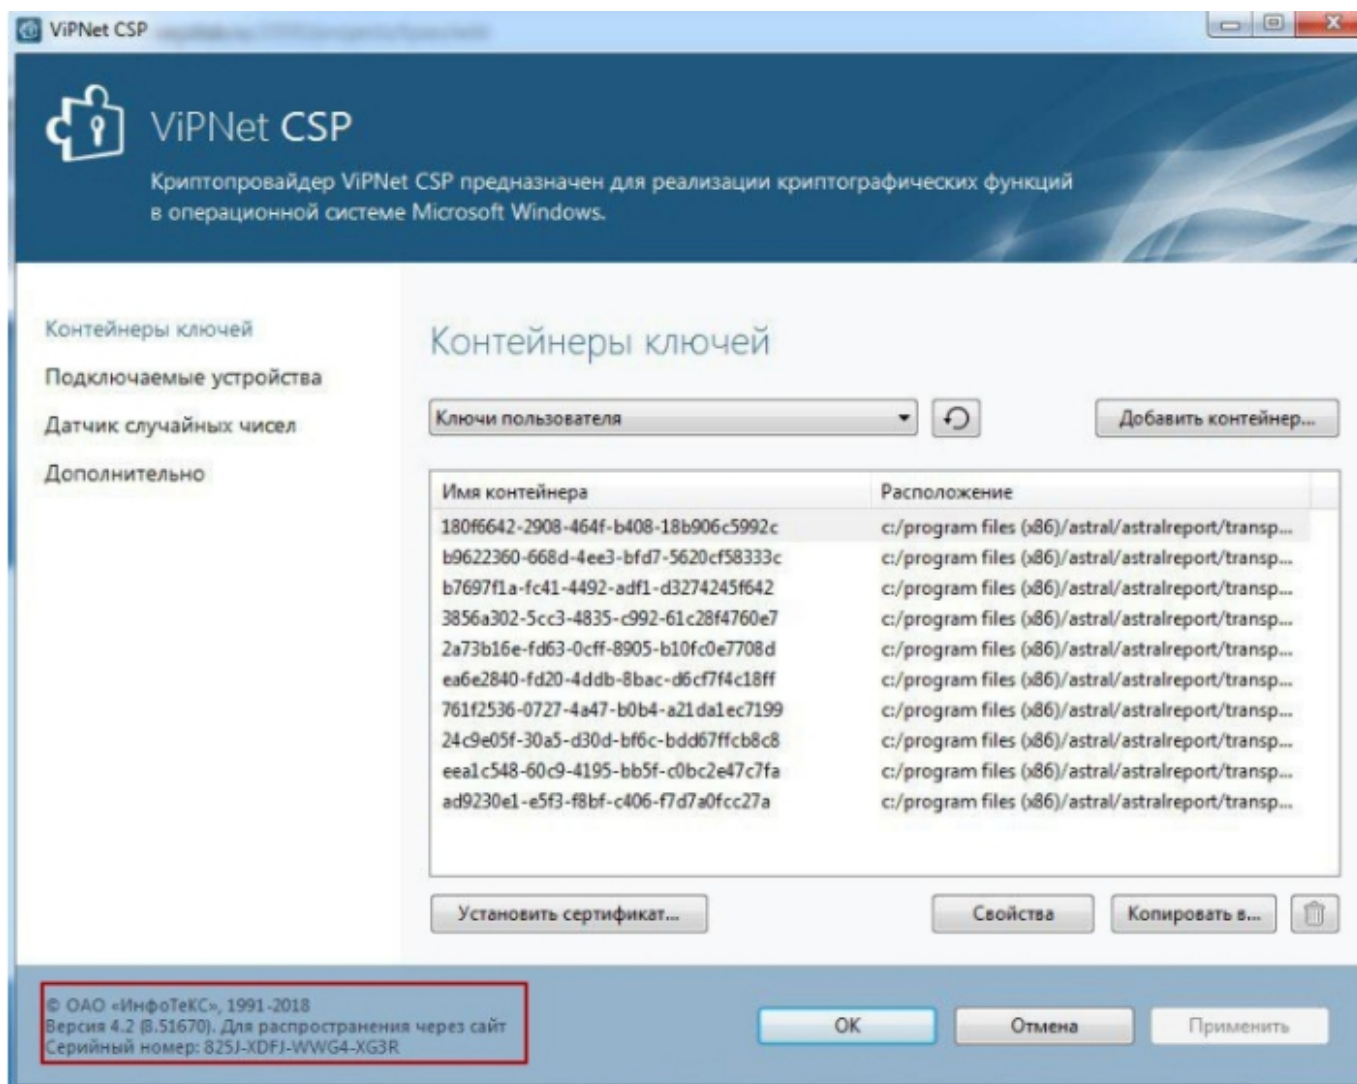 ViPNet CSP
ViPNet CSP
Криптопровайдер ViPNet CSP предназначен для реализации криптографических функций
в операционной системе Microsoft Windows.
Контейнеры ключей
Подключаемые устройства
Датчик случайных чисел
Дополнительно
Контейнеры ключей
Ключи пользователя
Добавить контейнер...
Имя контейнера Расположение
180f6642-2908-464f-b408-18b906c5992c c:/program files (x86)/astral/astralreport/transp...
b9622360-668d-4ee3-bfd7-5620cf58333c c:/program files (x86)/astral/astralreport/transp...
b7697f1a-fc41-4492-adf1-d3274245f642 c:/program files (x86)/astral/astralreport/transp...
3856a302-5cc3-4835-c992-61c28f4760e7 c:/program files (x86)/astral/astralreport/transp...
2a73b16e-fd63-0cff-8905-b10fc0e7708d c:/program files (x86)/astral/astralreport/transp...
ea6e2840-fd20-4ddb-8bac-d6cf7f4c18ff c:/program files (x86)/astral/astralreport/transp...
761f2536-0727-4a47-b0b4-a21da1ec7199 c:/program files (x86)/astral/astralreport/transp...
24c9e05f-30a5-d30d-bf6c-bdd67ffcb8c8 c:/program files (x86)/astral/astralreport/transp...
eea1c548-60c9-4195-bb5f-c0bc2e47c7fa c:/program files (x86)/astral/astralreport/transp...
ad9230e1-e5f3-f8bf-c406-f7d7a0fcc27a c:/program files (x86)/astral/astralreport/transp...
Установить сертификат... Свойства Копировать в...
© ОАО «ИнфоТеКС», 1991-2018
Версия 4.2 (8.51670). Для распространения через сайт
Серийный номер: 825J-XDFJ-WWG4-XG3R
OK Отмена Применить